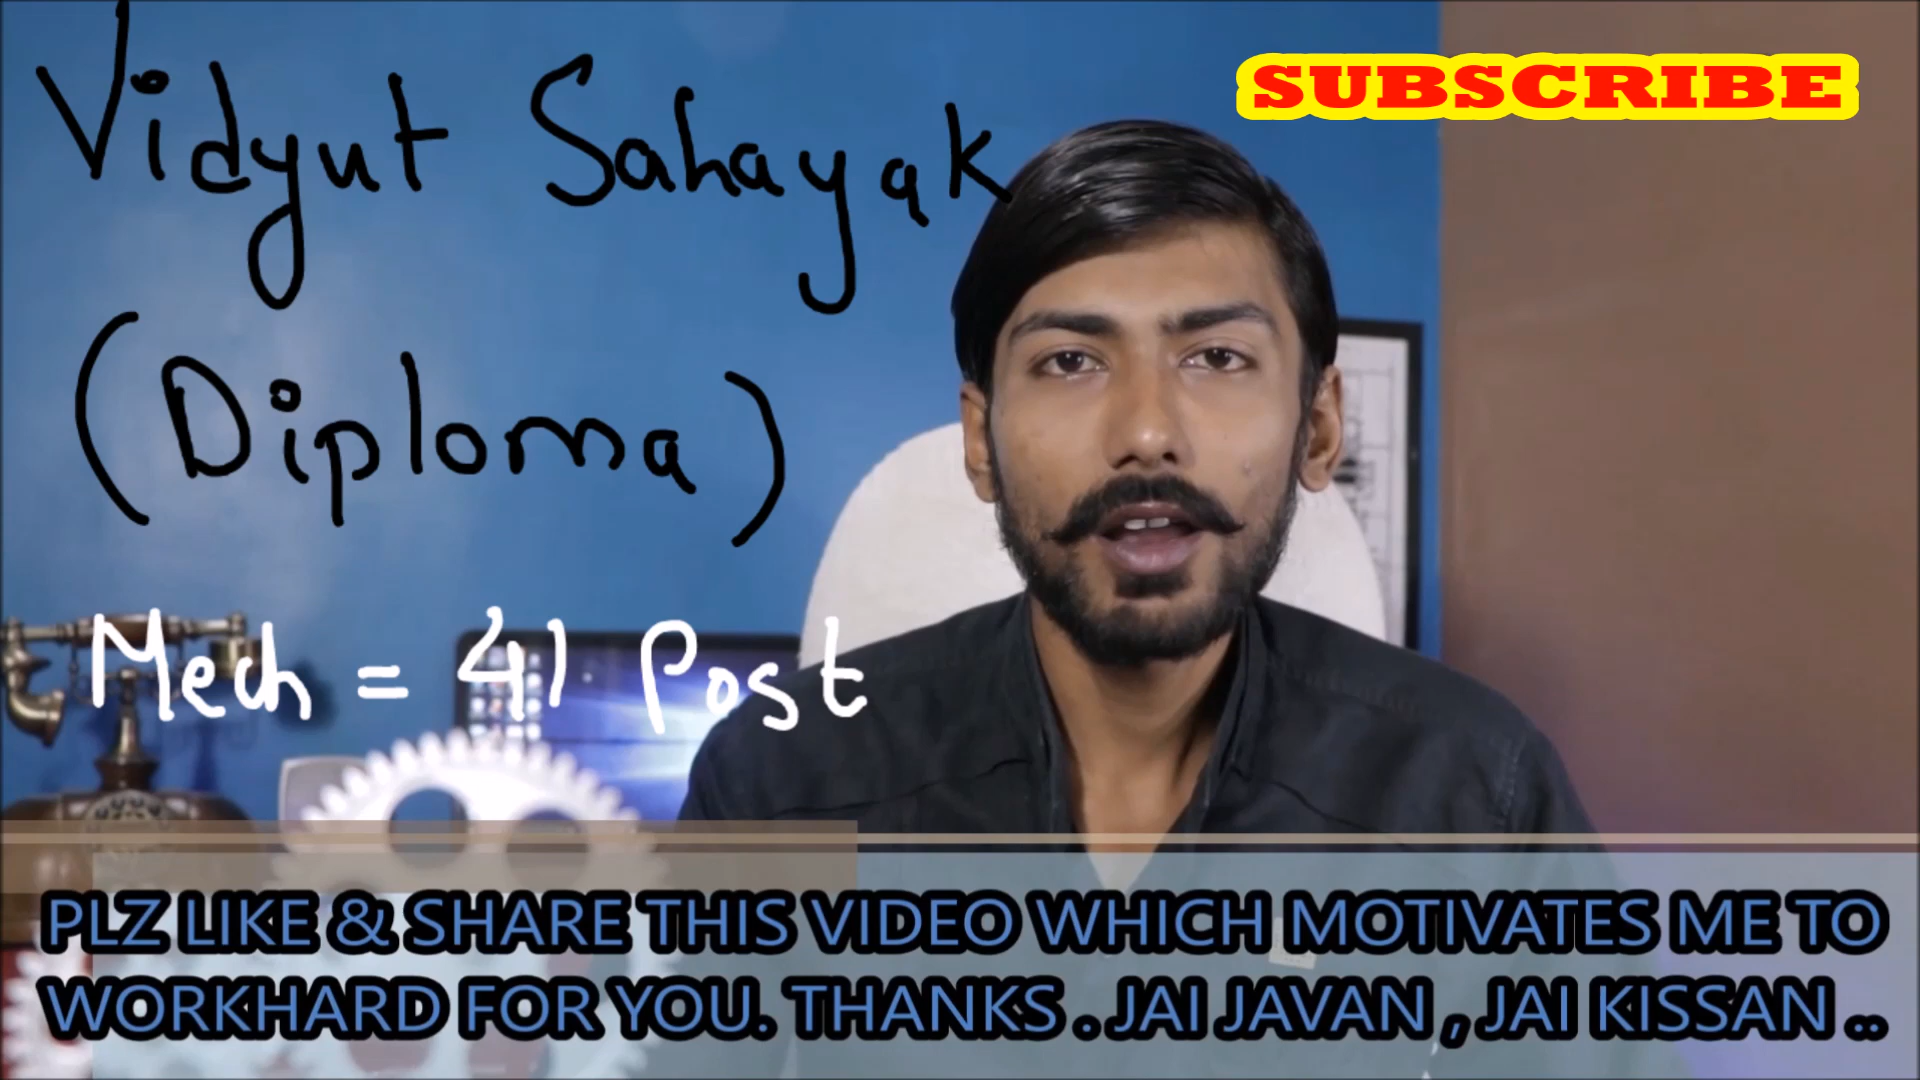 Vidyut Sahayak
SUBSCRIBE
(Diploma)
Mech = 41 Post
PLZ LIKE & SHARE THIS VIDEO WHICH MOTIVATES ME TO
WORKHARD FOR YOU. THANKS . JAI JAVAN , JAI KISSAN ..